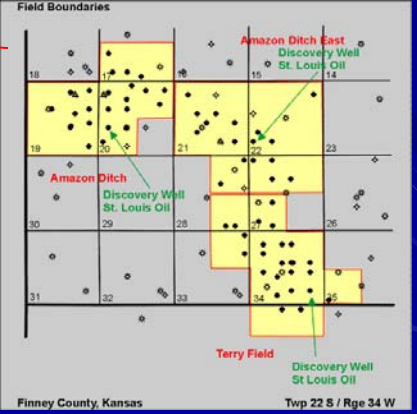 Field Boundaries
Amazon Ditch East
Discovery Well
St. Louis Oil
18
17
16
15
14
19
20
21
22
23
Amazon Ditch
Discovery Well
St. Louis Oil
30
29
28
27
26
31
32
33
34
35
Terry Field
Discovery Well
St Louis Oil
Finney County, Kansas
Twp 22 S / Rge 34 W